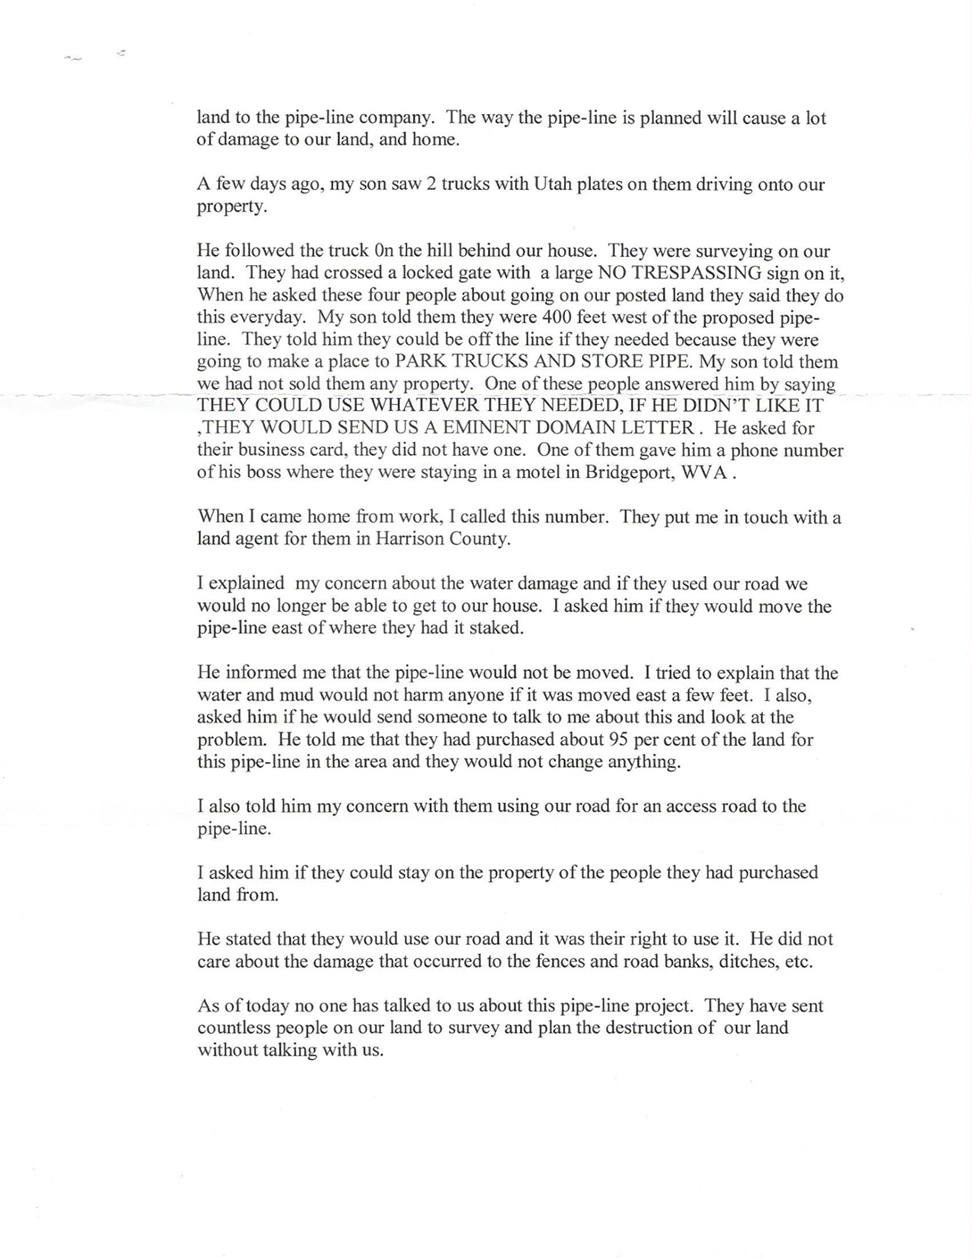 land to the pipe-line company.  The way the pipe-line is planned will cause a lot
of damage to our land, and home.
A few days ago, my son saw 2 trucks with Utah plates on them driving onto our
property.
He followed the truck 0n the hill behind our house.  They were surveying on our
land.  They had crossed a locked gate with  a large NO TRESPASSING sign on it,
When he asked these four people about going on our posted land they said they do
this everyday.  My son told them they were 400 feet west of the proposed pipe-
line.  They told him they could be off the line if they needed because they were
going to make a place to PARK TRUCKS AND STORE PIPE. My son told them
we had not sold them any property.  One of these people answered him by saying
THEY COULD USE WHATEVER THEY NEEDED, IF HE DIDN'T LIKE IT
,THEY WOULD SEND US A EMINENT DOMAIN LETTER .  He asked for
their business card, they did not have one.  One of them gave him a phone number
of his boss where they were staying in a motel in Bridgeport, WVA .
When I came home from work, I called this number.  They put me in touch with a
land agent for them in Harrison County.
I explained  my concern about the water damage and if they used our road we
would no longer be able to get to our house.  I asked him if they would move the
pipe-line east of where they had it staked.
He informed me that the pipe-line would not be moved.  I tried to explain that the
water and mud would not harm anyone if it was moved east a few feet.  I also,
asked him if he would send someone to talk to me about this and look at the
problem.  He told me that they had purchased about 95 per cent of the land for
this pipe-line in the area and they would not change anything.
I also told him my concern with them using our road for an access road to the
pipe-line.
I asked him if they could stay on the property of the people they had purchased
land from.
He stated that they would use our road and it was their right to use it.  He did not
care about the damage that occurred to the fences and road banks, ditches, etc.
As of today no one has talked to us about this pipe-line project.  They have sent
countless people on our land to survey and plan the destruction of  our land
without talking with us.